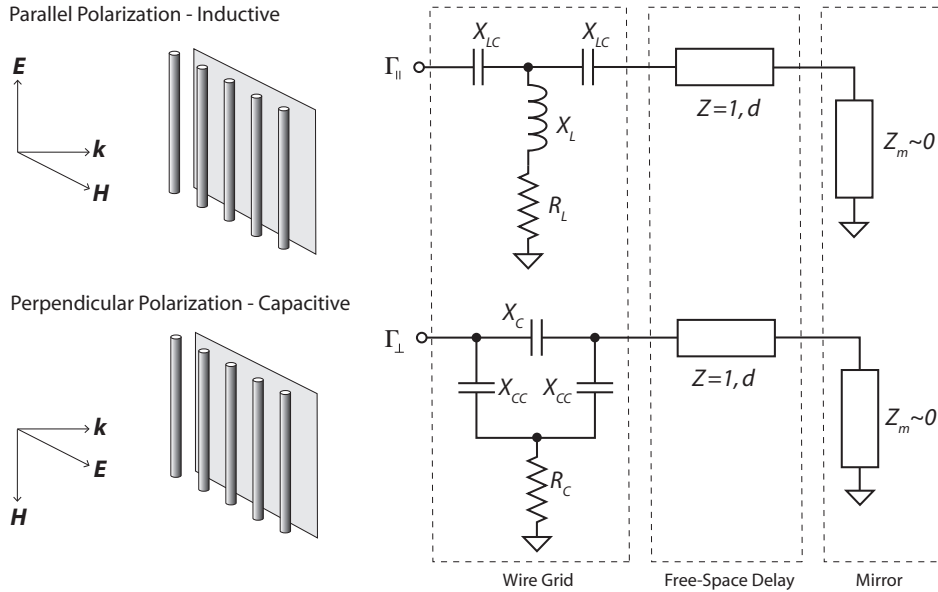 Parallel Polarization - Inductive
E
k
H
Γ||
X_LC
X_LC
X_L
R_L
Z=1, d
Z_m~0
Perpendicular Polarization - Capacitive
k
E
H
Γ⊥
X_C
X_CC
X_CC
R_C
Z=1, d
Z_m~0
Wire Grid
Free-Space Delay
Mirror